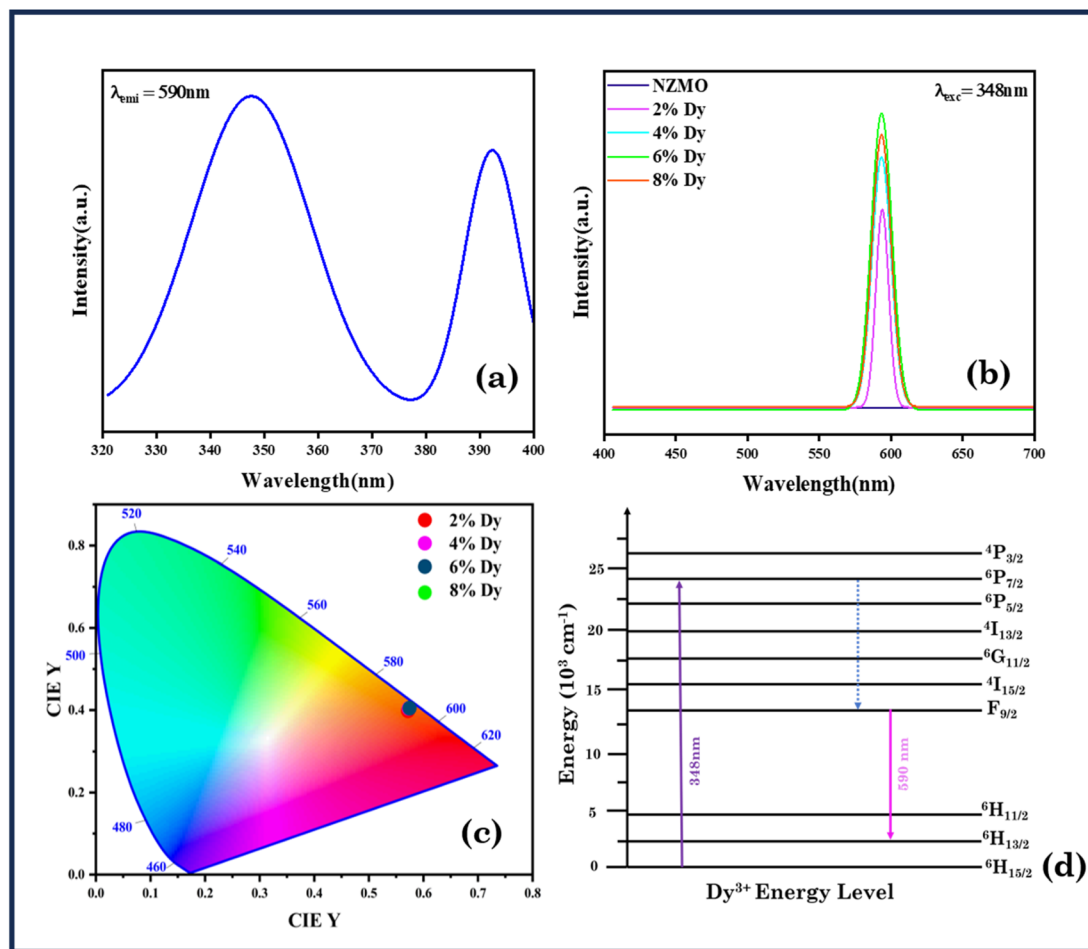 λemi = 590nm
Intensity(a.u.)
320 330 340 350 360 370 380 390 400
Wavelength(nm)
(a)
NZMO
2% Dy
4% Dy
6% Dy
8% Dy
λexc= 348nm
Intensity(a.u.)
400 450 500 550 600 650 700
Wavelength(nm)
(b)
2% Dy
4% Dy
6% Dy
8% Dy
520
540
560
580
600
620
500
480
460
0.8
0.6
0.4
0.2
0.0
0.0 0.1 0.2 0.3 0.4 0.5 0.6 0.7 0.8
CIE Y
CIE Y
(c)
Energy (10³ cm⁻¹)
25
20
15
10
5
0
⁴P3/2
⁶P7/2
⁶P5/2
⁴I13/2
⁶G11/2
⁴I15/2
F9/2
⁶H11/2
⁶H13/2
⁶H15/2
348nm
590 nm
Dy³⁺ Energy Level
(d)